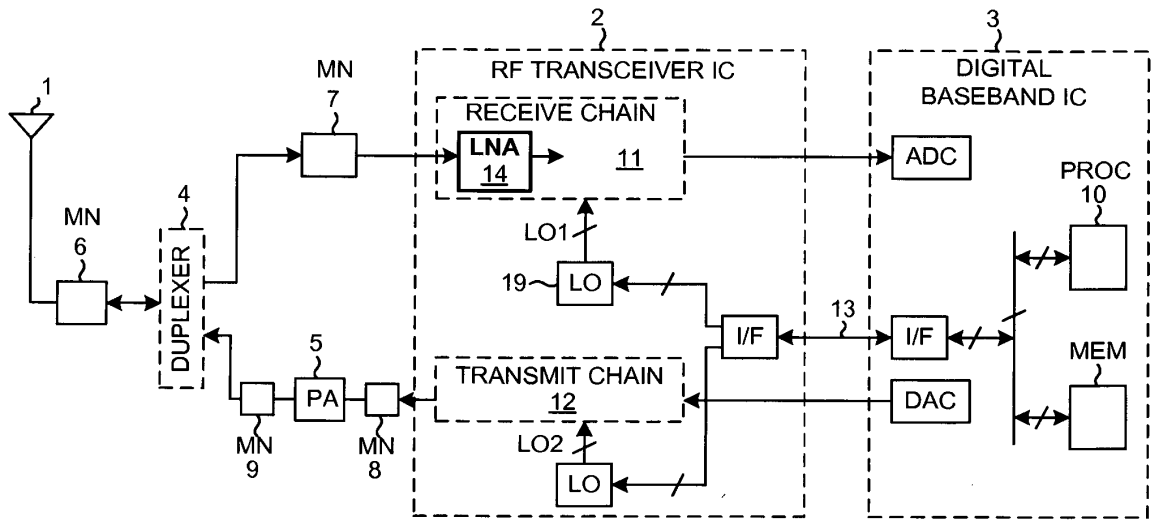 2
3
RF TRANSCEIVER IC
DIGITAL
BASEBAND IC
1
MN
7
RECEIVE CHAIN
LNA
14
11
ADC
PROC
10
4
MN
6
DUPLEXER
LO1
19
LO
I/F
13
I/F
MEM
5
PA
TRANSMIT CHAIN
12
DAC
MN
9
MN
8
LO2
LO